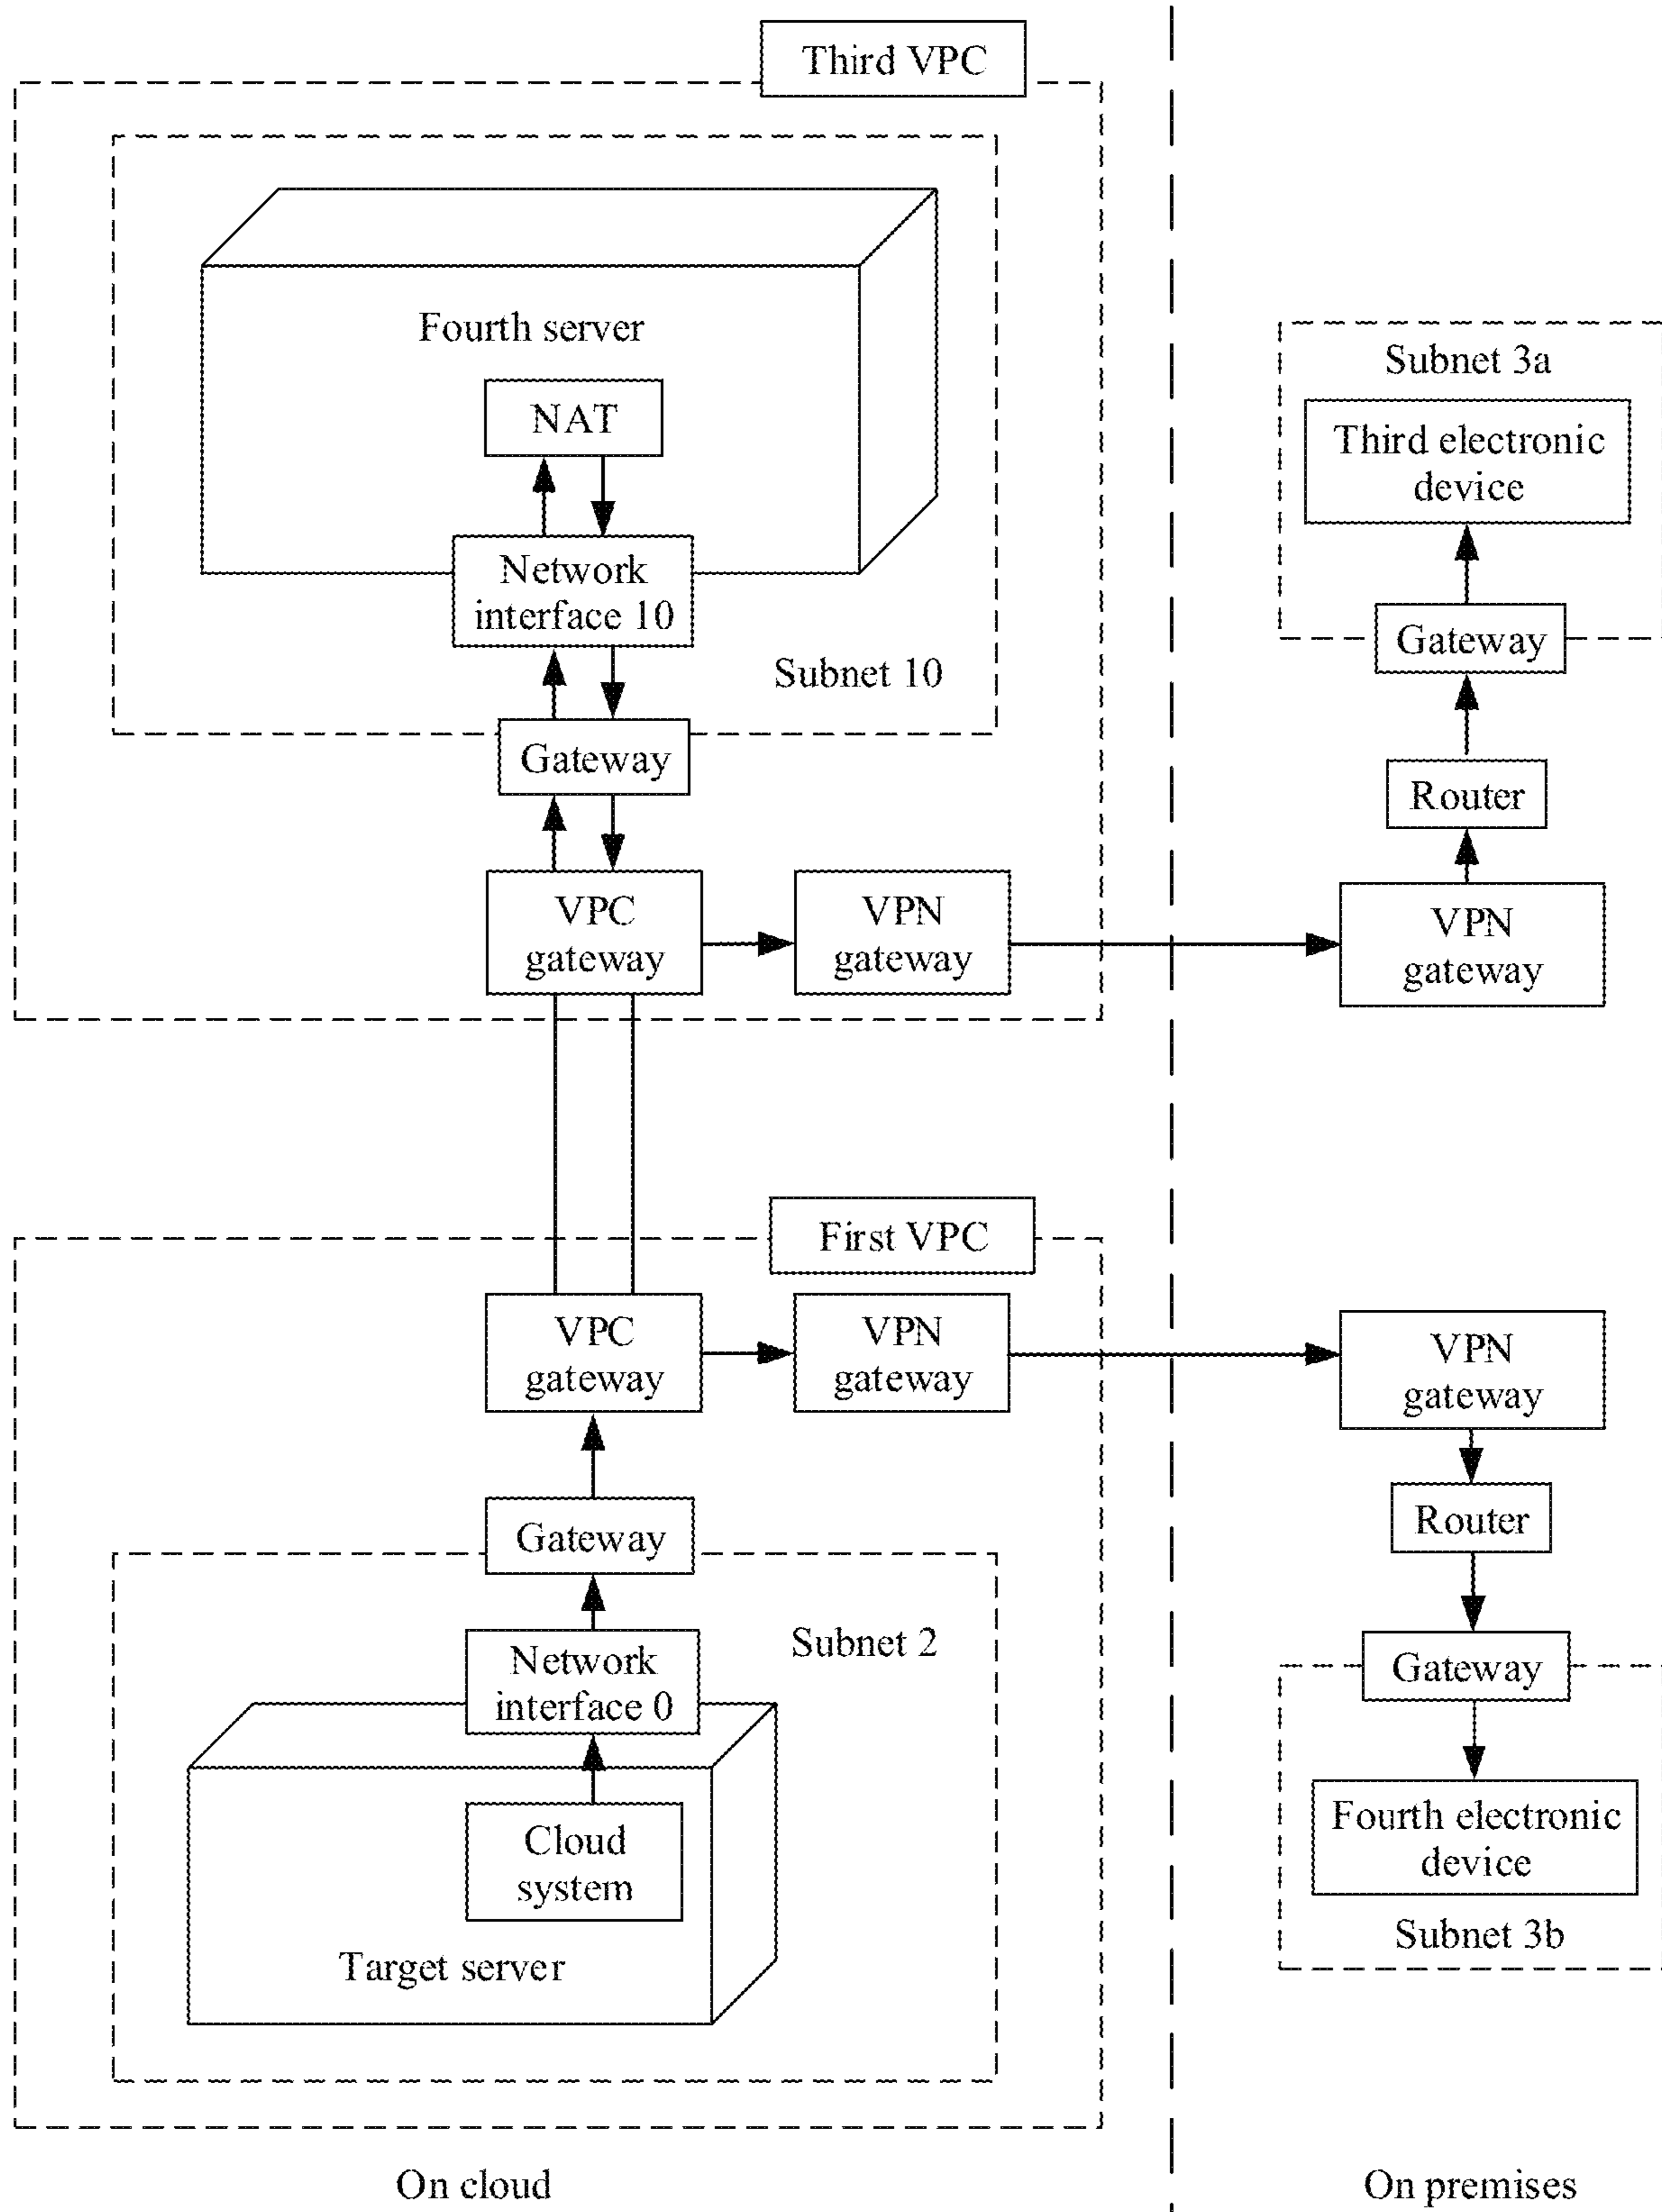 Third VPC
Fourth server
NAT
Network
interface 10
Subnet 10
Gateway
VPC
gateway
VPN
gateway
Subnet 3a
Third electronic
device
Gateway
Router
VPN
gateway
First VPC
VPC
gateway
VPN
gateway
Gateway
Subnet 2
Network
interface 0
Cloud
system
Target server
VPN
gateway
Router
Gateway
Fourth electronic
device
Subnet 3b
On cloud
On premises